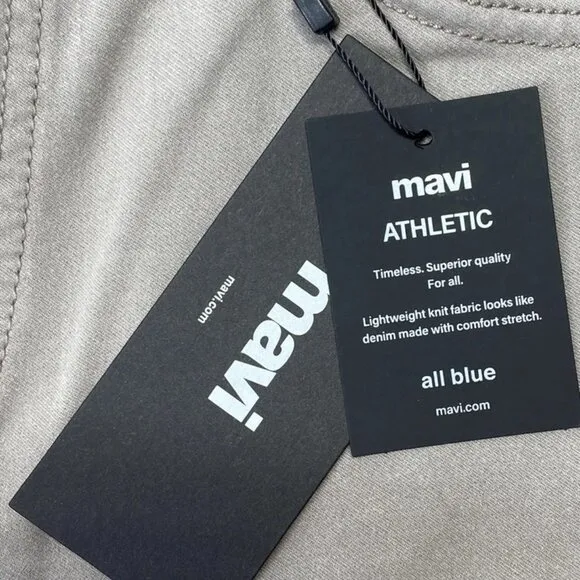 mavi
ATHLETIC
Timeless. Superior quality
For all.
Lightweight knit fabric looks like
denim made with comfort stretch.
all blue
mavi.com
mavi
mavi.com